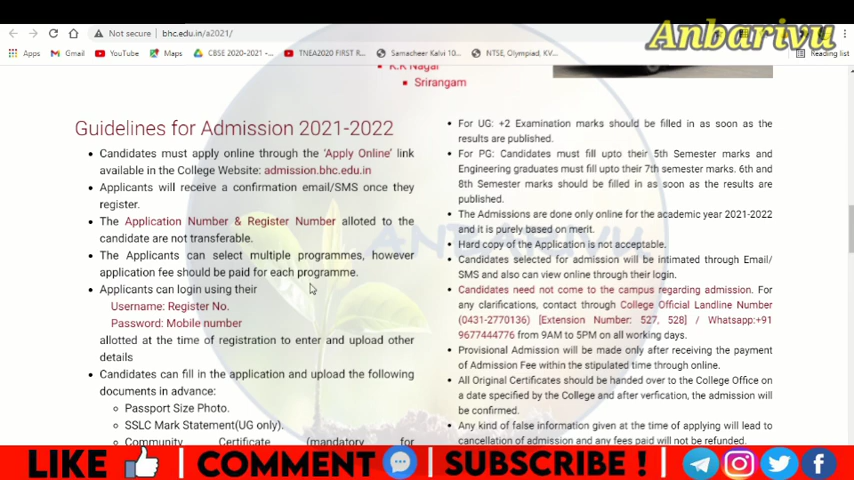 Not secure | bhc.edu.in/a2021/
Anbarivu
Apps
Gmail
YouTube
Maps
CBSE 2020-2021 –...
TNEA2020 FIRST R...
Samacheer Kalvi 10...
NTSE, Olympiad, KV...
Reading list
K.K Nagar
Srirangam
Guidelines for Admission 2021-2022
Candidates must apply online through the ‘Apply Online’ link
available in the College Website: admission.bhc.edu.in
Applicants will receive a confirmation email/SMS once they
register.
The Application Number & Register Number alloted to the
candidate are not transferable.
The Applicants can select multiple programmes, however
application fee should be paid for each programme.
Applicants can login using their
Username: Register No.
Password: Mobile number
allotted at the time of registration to enter and upload other
details
Candidates can fill in the application and upload the following
documents in advance:
Passport Size Photo.
SSLC Mark Statement(UG only).
Community Certificate (mandatory for
For UG: +2 Examination marks should be filled in as soon as the
results are published.
For PG: Candidates must fill upto their 5th Semester marks and
Engineering graduates must fill upto their 7th semester marks. 6th and
8th Semester marks should be filled in as soon as the results are
published.
The Admissions are done only online for the academic year 2021-2022
and it is purely based on merit.
Hard copy of the Application is not acceptable.
Candidates selected for admission will be intimated through Email/
SMS and also can view online through their login.
Candidates need not come to the campus regarding admission. For
any clarifications, contact through College Official Landline Number
(0431-2770136) [Extension Number: 527, 528] / Whatsapp:+91
9677444776 from 9AM to 5PM on all working days.
Provisional Admission will be made only after receiving the payment
of Admission Fee within the stipulated time through online.
All Original Certificates should be handed over to the College Office on
a date specified by the College and after verfication, the admission will
be confirmed.
Any kind of false information given at the time of applying will lead to
cancellation of admission and any fees paid will not be refunded.
LIKE | COMMENT | SUBSCRIBE ! |